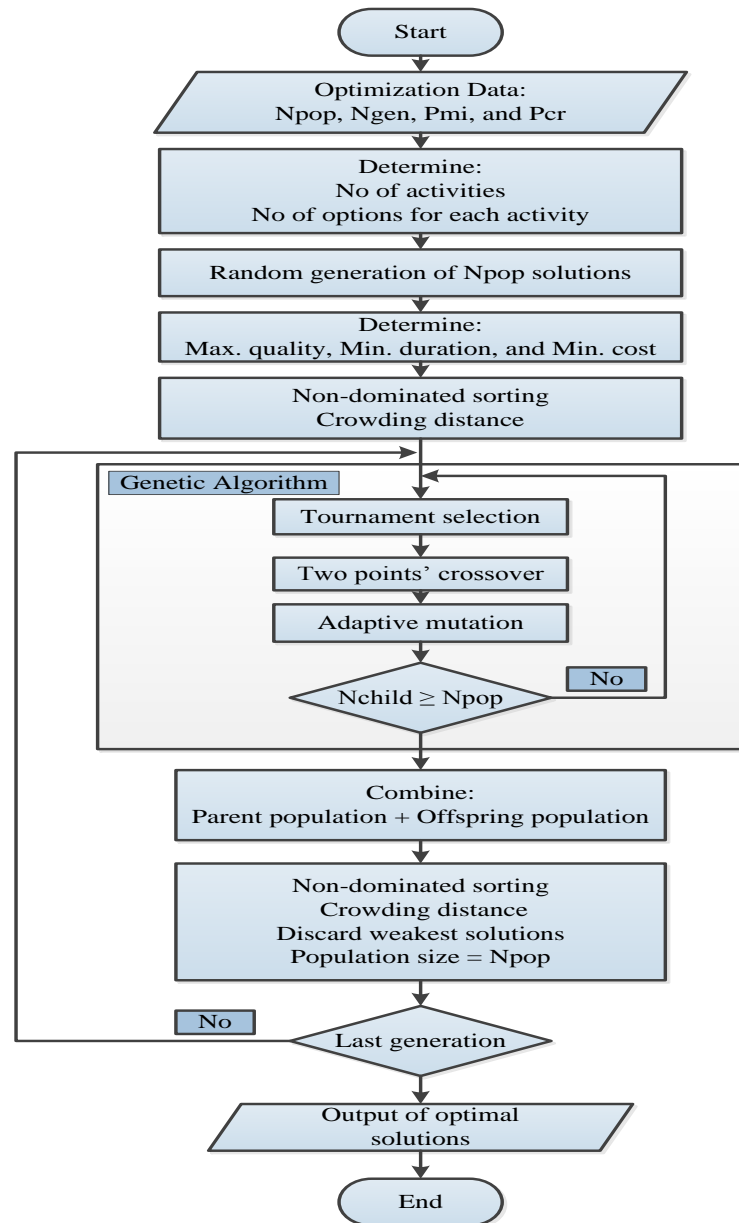 Start
Optimization Data:
Npop, Ngen, Pmi, and Pcr
Determine:
No of activities
No of options for each activity
Random generation of Npop solutions
Determine:
Max. quality, Min. duration, and Min. cost
Non-dominated sorting
Crowding distance
Genetic Algorithm
Tournament selection
Two points’ crossover
Adaptive mutation
Nchild ≥ Npop
No
Combine:
Parent population + Offspring population
Non-dominated sorting
Crowding distance
Discard weakest solutions
Population size = Npop
No
Last generation
Output of optimal
solutions
End